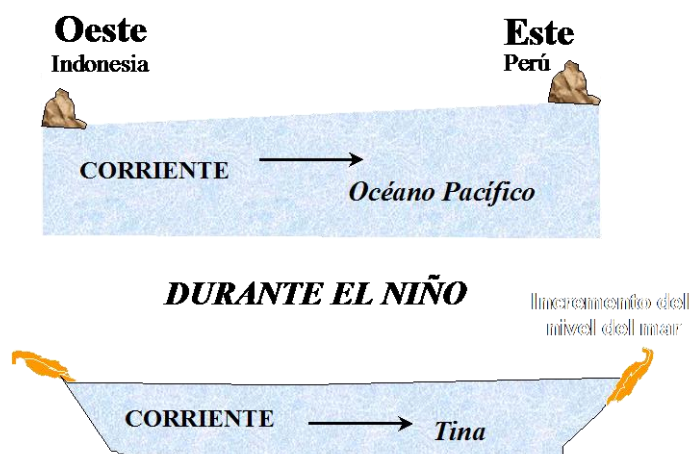 Oeste
Indonesia
Este
Perú
CORRIENTE
Océano Pacífico
DURANTE EL NIÑO
Incremento del
nivel del mar
CORRIENTE
Tina